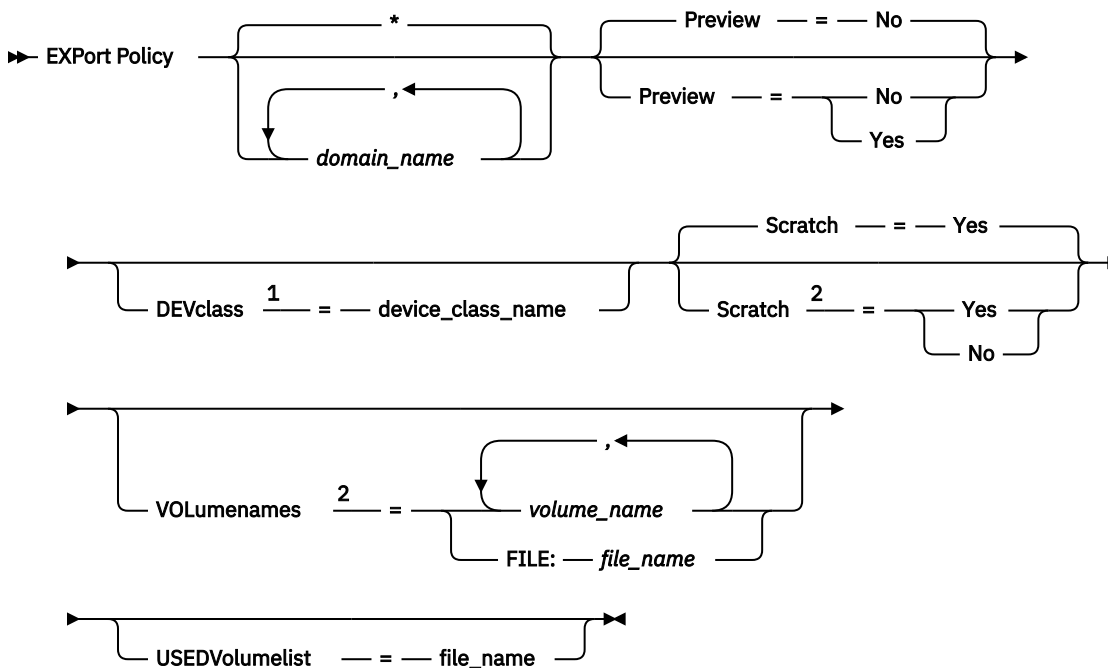 *
Preview = No
EXPort Policy
,
Preview = No
Yes
domain_name
Scratch = Yes
DEVclass 1 = device_class_name
Scratch 2 = Yes
No
,
VOLumenames 2 = volume_name
FILE: file_name
USEDVolumelist = file_name